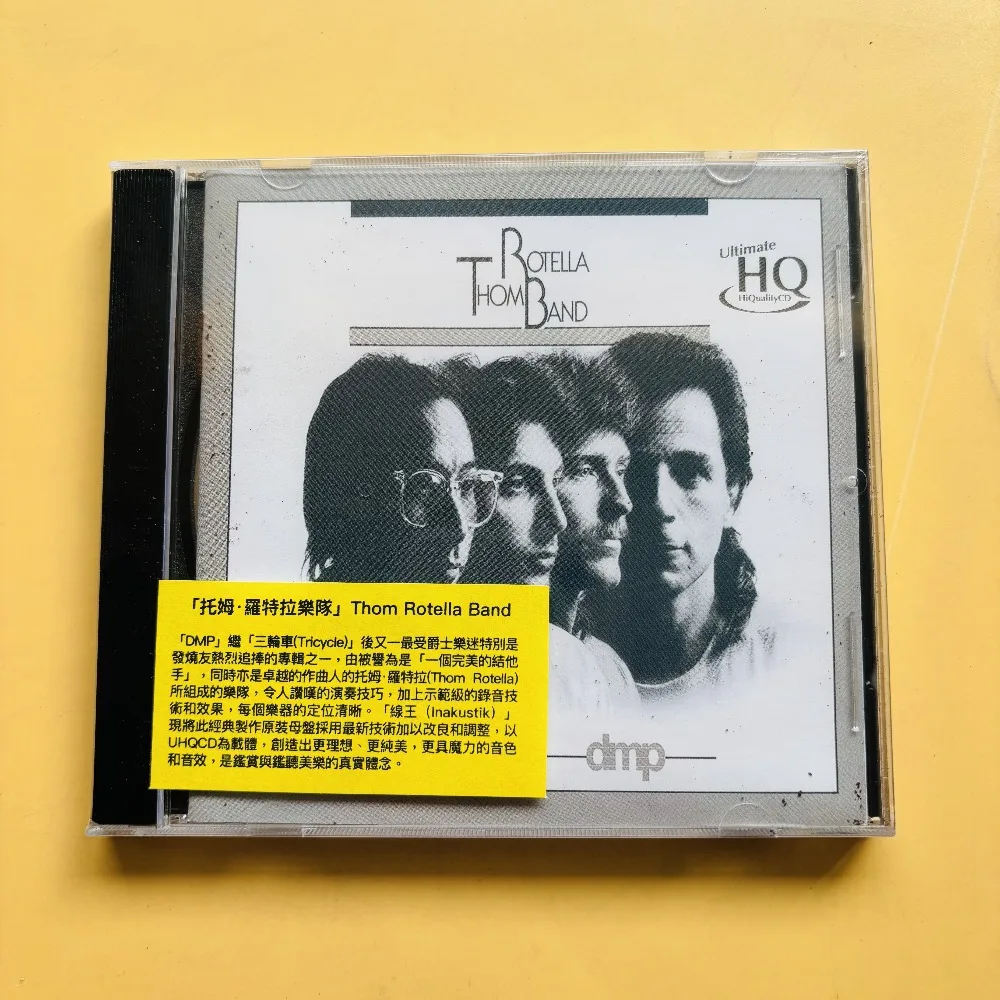 ROTELLA
THOM BAND
Ultimate
HQ
HiQualityCD
「托姆·羅特拉樂隊」Thom Rotella Band
「DMP」繼「三輪車(Tricycle)」後又一最受爵士樂迷特別是
發燒友熱烈追捧的專輯之一，由被譽為是「一個完美的結他
手」，同時亦是卓越的作曲人的托姆·羅特拉(Thom Rotella)
所組成的樂隊，令人讚嘆的演奏技巧，加上示範級的錄音技
術和效果，每個樂器的定位清晰。「線王（Inakustik）」
現將此經典製作原裝母盤採用最新技術加以改良和調整，以
UHQCD為載體，創造出更理想、更純美，更具魔力的音色
和音效，是鑑賞與鑑聽美樂的真實體念。
dmp